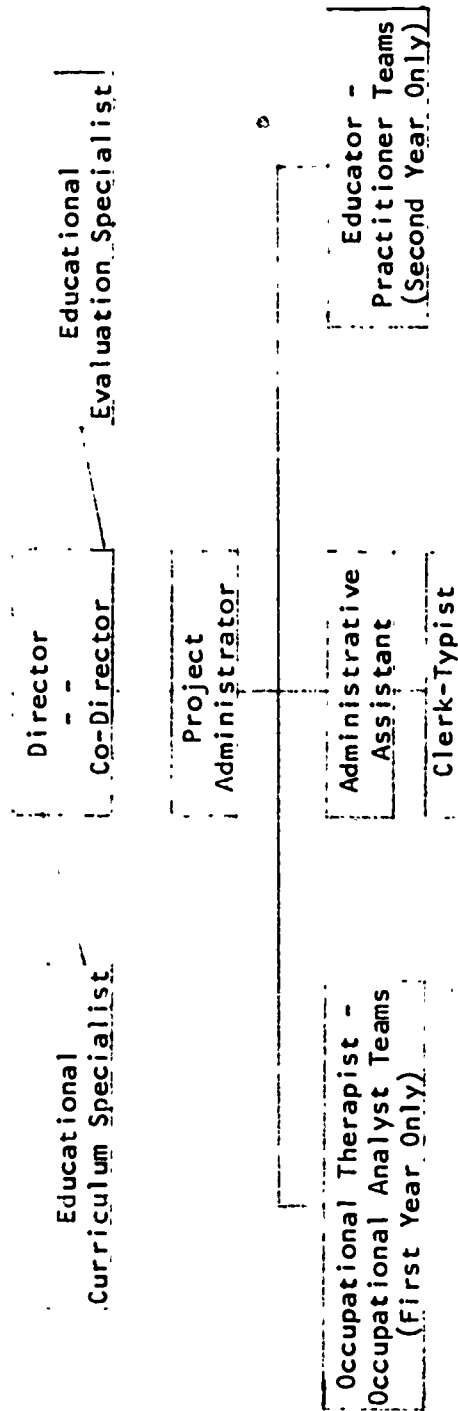 Educational
Curriculum Specialist
Director
--
Co-Director
Educational
Evaluation Specialist
Project
Administrator
Occupational Therapist -
Occupational Analyst Teams
(First Year Only)
Administrative
Assistant
Educator -
Practitioner Teams
(Second Year Only)
Clerk-Typist